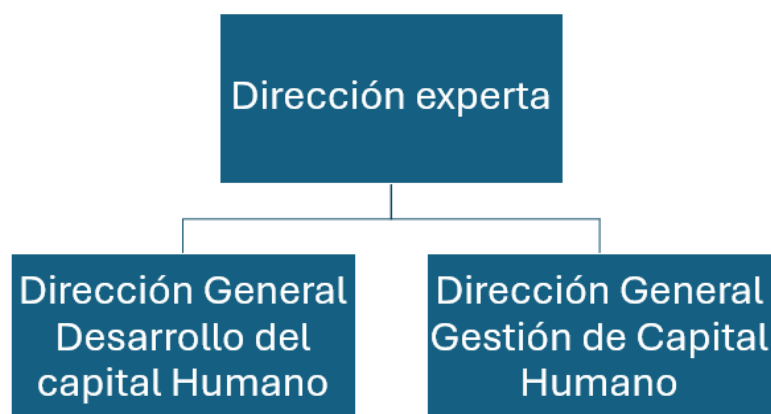 Dirección experta
Dirección General
Desarrollo del
capital Humano
Dirección General
Gestión de Capital
Humano